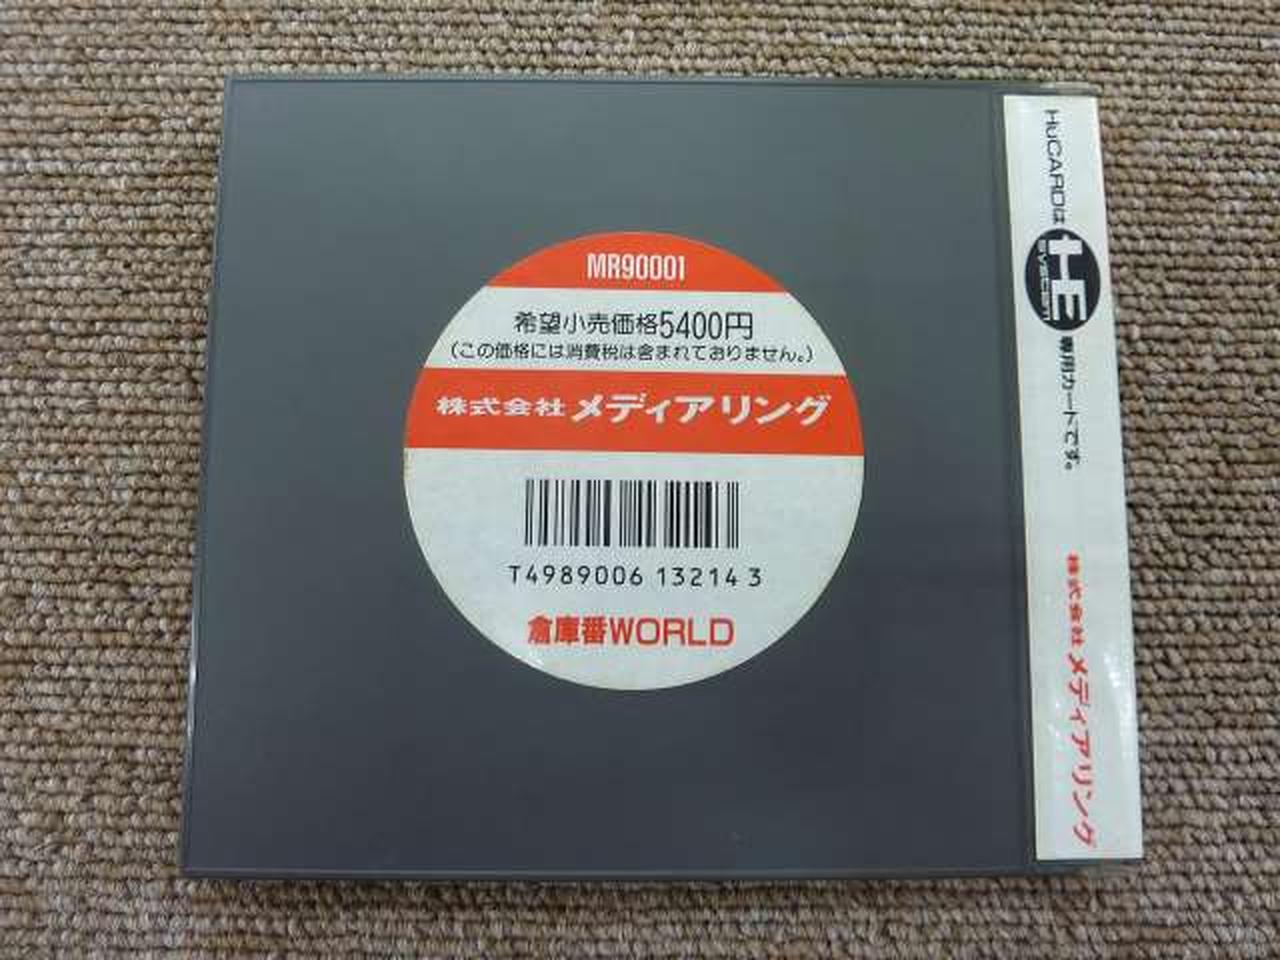 MR90001
希望小売価格5400円
(この価格には消費税は含まれておりません。)
株式会社メディアリング
T4989006 13214 3
倉庫番WORLD
HuCARDは
HE
system
専用カードです。
株式会社メディアリング